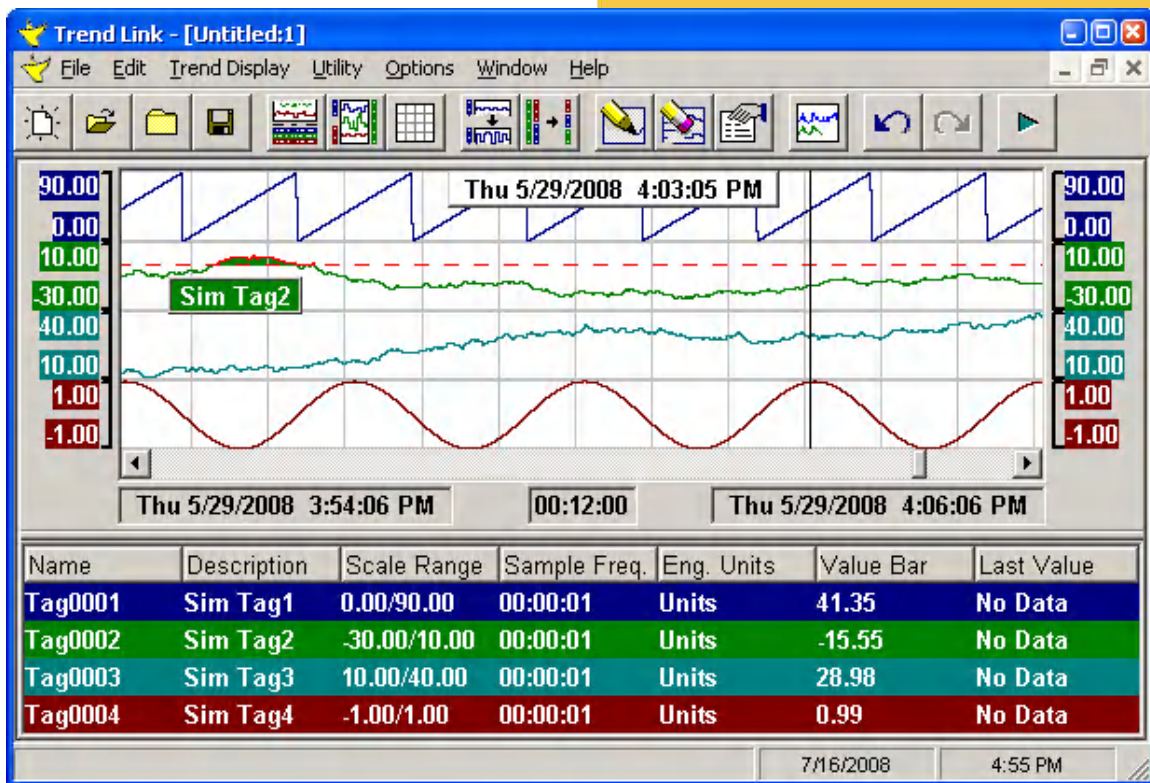 Trend Link - [Untitled:1]
File Edit Trend Display Utility Options Window Help
90.00 Thu 5/29/2008 4:03:05 PM 90.00
0.00 0.00
10.00 10.00
Sim Tag2
-30.00 -30.00
40.00 40.00
10.00 10.00
1.00 1.00
-1.00 -1.00
Thu 5/29/2008 3:54:06 PM 00:12:00 Thu 5/29/2008 4:06:06 PM
Name Description Scale Range Sample Freq. Eng. Units Value Bar Last Value
Tag0001 Sim Tag1 0.00/90.00 00:00:01 Units 41.35 No Data
Tag0002 Sim Tag2 -30.00/10.00 00:00:01 Units -15.55 No Data
Tag0003 Sim Tag3 10.00/40.00 00:00:01 Units 28.98 No Data
Tag0004 Sim Tag4 -1.00/1.00 00:00:01 Units 0.99 No Data
7/16/2008 4:55 PM